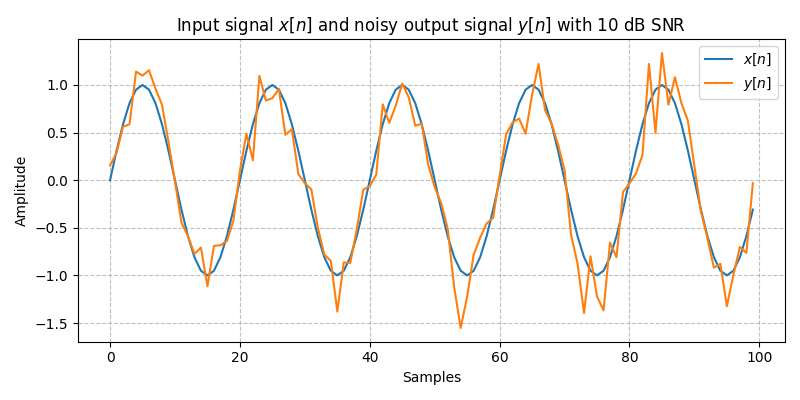 Input signal x[n] and noisy output signal y[n] with 10 dB SNR
x[n]
y[n]
1.0
0.5
0.0
−0.5
−1.0
−1.5
Amplitude
0 20 40 60 80 100
Samples